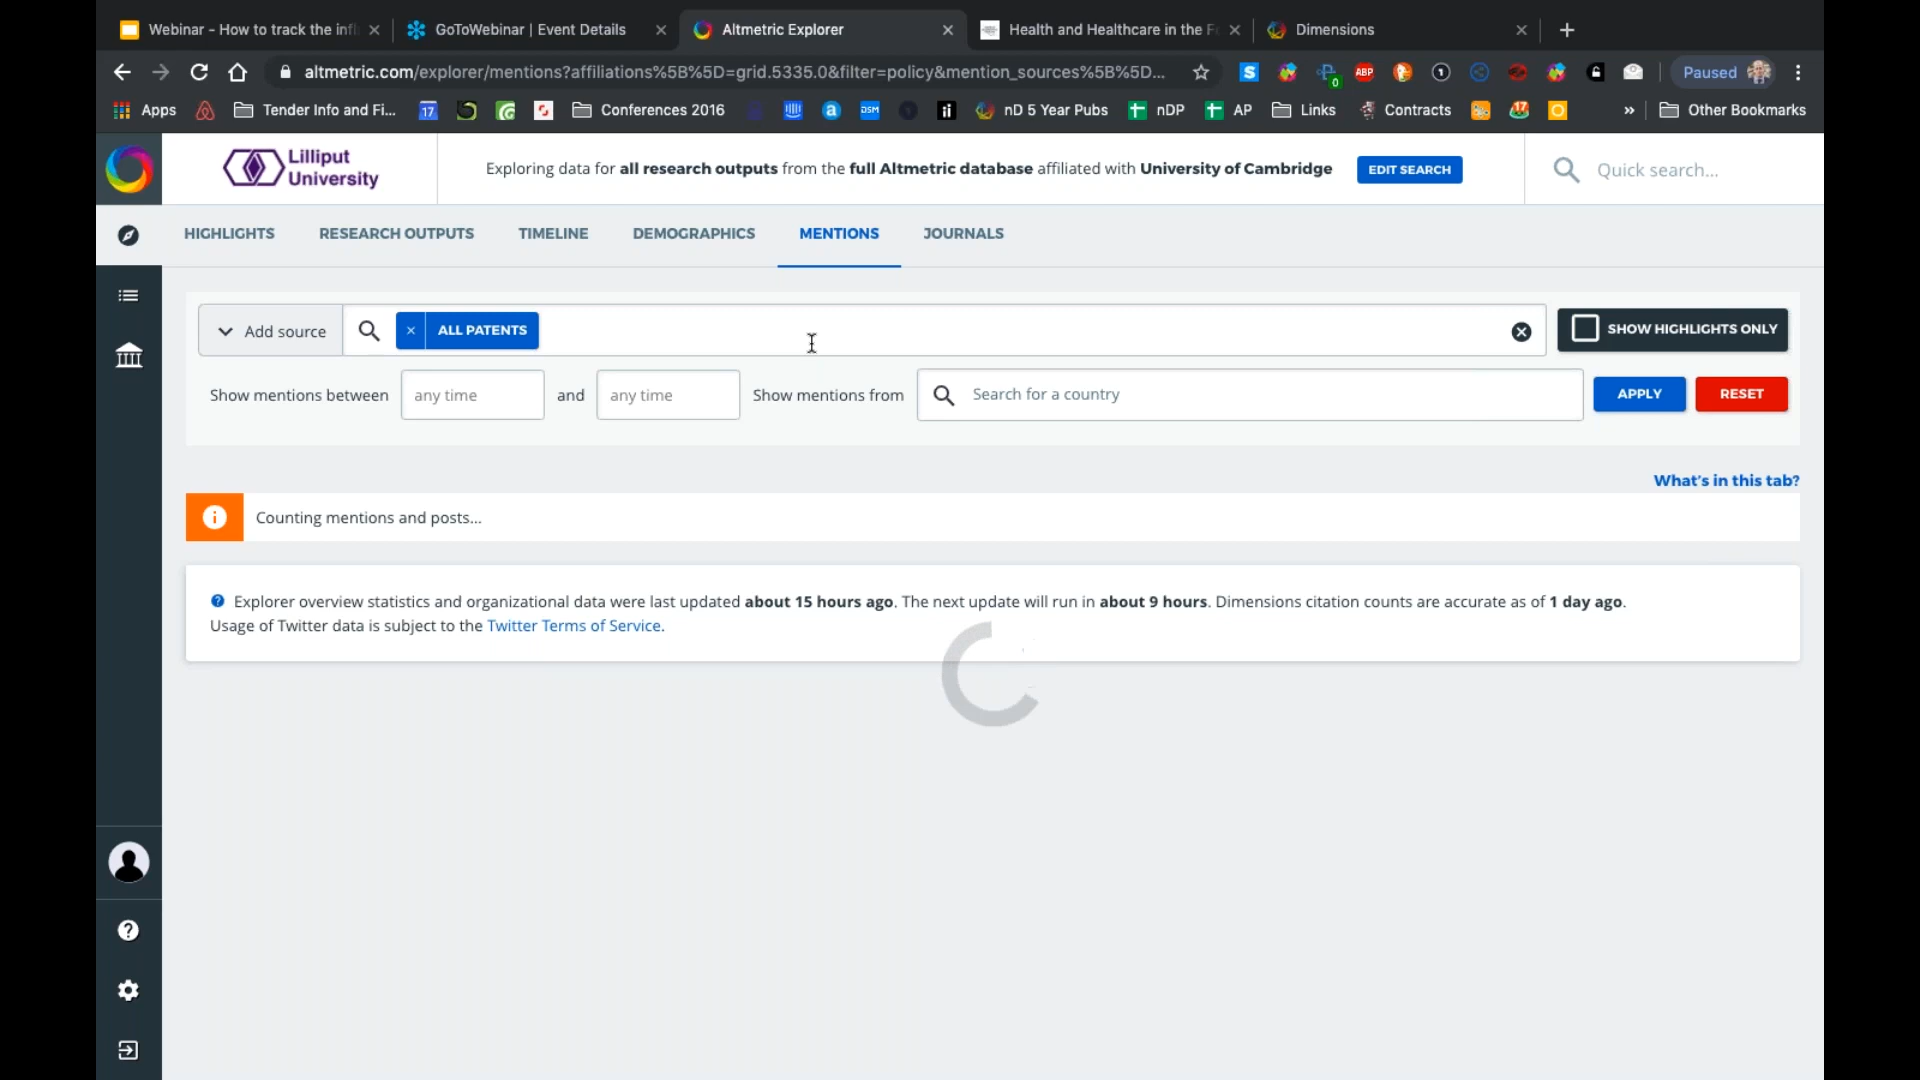 Webinar - How to track the infl
GoToWebinar | Event Details
Altmetric Explorer
Health and Healthcare in the F
Dimensions
altmetric.com/explorer/mentions?affiliations%5B%5D=grid.5335.0&filter=policy&mention_sources%5B%5D...
0
ABP
Paused
Apps
Tender Info and Fi...
17
Conferences 2016
a
DSM
nD 5 Year Pubs
nDP
AP
Links
Contracts
17
»
Other Bookmarks
Lilliput
University
Exploring data for all research outputs from the full Altmetric database affiliated with University of Cambridge
EDIT SEARCH
Quick search...
HIGHLIGHTS
RESEARCH OUTPUTS
TIMELINE
DEMOGRAPHICS
MENTIONS
JOURNALS
Add source
× ALL PATENTS
SHOW HIGHLIGHTS ONLY
Show mentions between
any time
and
any time
Show mentions from
Search for a country
APPLY
RESET
What's in this tab?
Counting mentions and posts...
Explorer overview statistics and organizational data were last updated about 15 hours ago. The next update will run in about 9 hours. Dimensions citation counts are accurate as of 1 day ago.
Usage of Twitter data is subject to the Twitter Terms of Service.